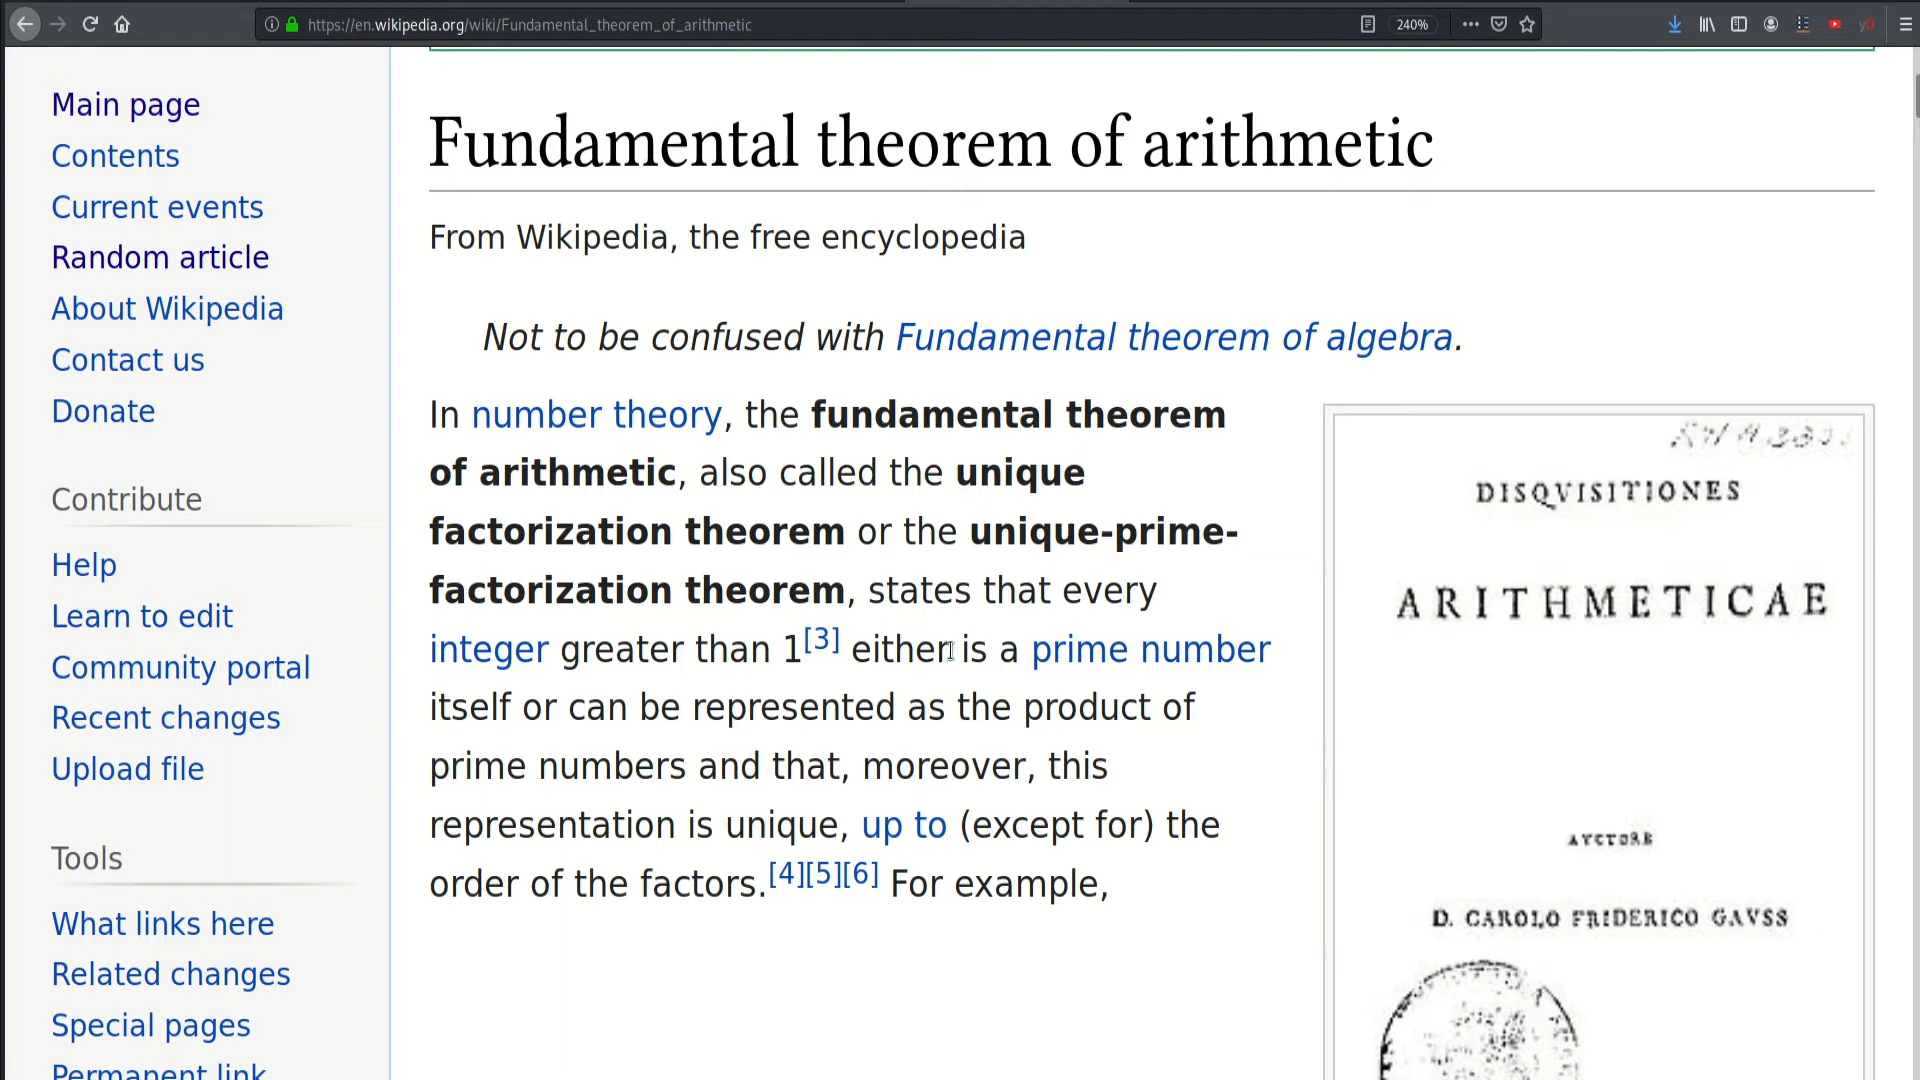 https://en.wikipedia.org/wiki/Fundamental_theorem_of_arithmetic
240%
Main page
Contents
Current events
Random article
About Wikipedia
Contact us
Donate
Contribute
Help
Learn to edit
Community portal
Recent changes
Upload file
Tools
What links here
Related changes
Special pages
Permanent link
Fundamental theorem of arithmetic
From Wikipedia, the free encyclopedia
Not to be confused with Fundamental theorem of algebra.
In number theory, the fundamental theorem
of arithmetic, also called the unique
factorization theorem or the unique-prime-
factorization theorem, states that every
integer greater than 1[3] either is a prime number
itself or can be represented as the product of
prime numbers and that, moreover, this
representation is unique, up to (except for) the
order of the factors.[4][5][6] For example,
DISQVISITIONES
ARITHMETICAE
AVCTORE
D. CAROLO FRIDERICO GAVSS